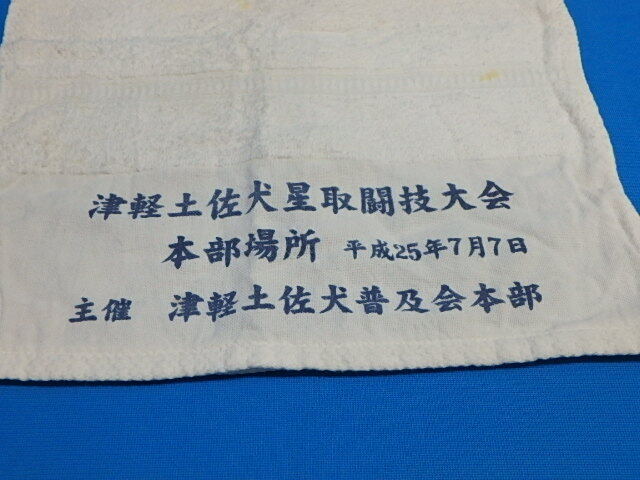 津軽土佐犬星取闘技大会
本部場所 平成25年7月7日
主催 津軽土佐犬普及会本部